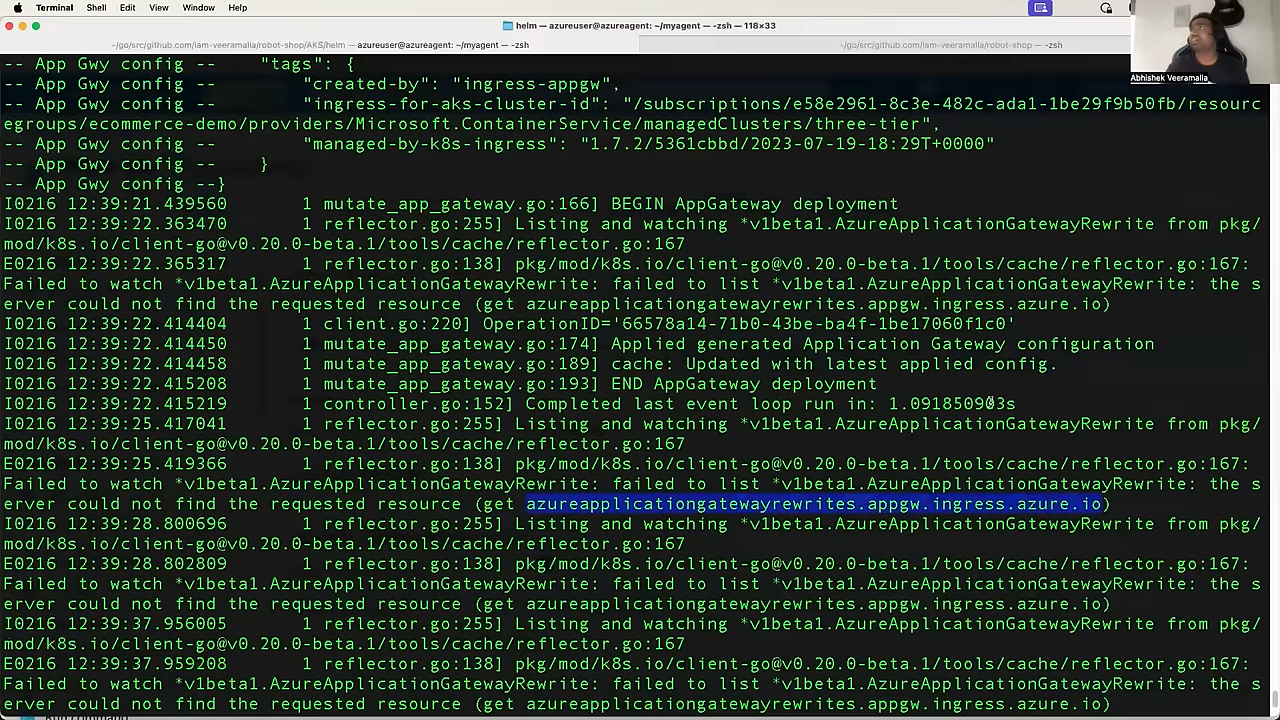 Terminal Shell Edit View Window Help
helm — azureuser@azureagent: ~/myagent — -zsh — 118×33
~/go/src/github.com/iam-veeramalla/robot-shop/AKS/helm — azureuser@azureagent: ~/myagent — -zsh ~/go/src/github.com/iam-veeramalla/robot-shop — -zsh
Abhishek Veeramalla
-- App Gwy config -- "tags": {
-- App Gwy config -- "created-by": "ingress-appgw",
-- App Gwy config -- "ingress-for-aks-cluster-id": "/subscriptions/e58e2961-8c3e-482c-ada1-1be29f9b50fb/resourc
egroups/ecommerce-demo/providers/Microsoft.ContainerService/managedClusters/three-tier",
-- App Gwy config -- "managed-by-k8s-ingress": "1.7.2/5361cbbd/2023-07-19-18:29T+0000"
-- App Gwy config -- }
-- App Gwy config --}
I0216 12:39:21.439560 1 mutate_app_gateway.go:166] BEGIN AppGateway deployment
I0216 12:39:22.363470 1 reflector.go:255] Listing and watching *v1beta1.AzureApplicationGatewayRewrite from pkg/
mod/k8s.io/client-go@v0.20.0-beta.1/tools/cache/reflector.go:167
E0216 12:39:22.365317 1 reflector.go:138] pkg/mod/k8s.io/client-go@v0.20.0-beta.1/tools/cache/reflector.go:167:
Failed to watch *v1beta1.AzureApplicationGatewayRewrite: failed to list *v1beta1.AzureApplicationGatewayRewrite: the s
erver could not find the requested resource (get azureapplicationgatewayrewrites.appgw.ingress.azure.io)
I0216 12:39:22.414404 1 client.go:220] OperationID='66578a14-71b0-43be-ba4f-1be17060f1c0'
I0216 12:39:22.414450 1 mutate_app_gateway.go:174] Applied generated Application Gateway configuration
I0216 12:39:22.414458 1 mutate_app_gateway.go:189] cache: Updated with latest applied config.
I0216 12:39:22.415208 1 mutate_app_gateway.go:193] END AppGateway deployment
I0216 12:39:22.415219 1 controller.go:152] Completed last event loop run in: 1.091850903s
I0216 12:39:25.417041 1 reflector.go:255] Listing and watching *v1beta1.AzureApplicationGatewayRewrite from pkg/
mod/k8s.io/client-go@v0.20.0-beta.1/tools/cache/reflector.go:167
E0216 12:39:25.419366 1 reflector.go:138] pkg/mod/k8s.io/client-go@v0.20.0-beta.1/tools/cache/reflector.go:167:
Failed to watch *v1beta1.AzureApplicationGatewayRewrite: failed to list *v1beta1.AzureApplicationGatewayRewrite: the s
erver could not find the requested resource (get azureapplicationgatewayrewrites.appgw.ingress.azure.io)
I0216 12:39:28.800696 1 reflector.go:255] Listing and watching *v1beta1.AzureApplicationGatewayRewrite from pkg/
mod/k8s.io/client-go@v0.20.0-beta.1/tools/cache/reflector.go:167
E0216 12:39:28.802809 1 reflector.go:138] pkg/mod/k8s.io/client-go@v0.20.0-beta.1/tools/cache/reflector.go:167:
Failed to watch *v1beta1.AzureApplicationGatewayRewrite: failed to list *v1beta1.AzureApplicationGatewayRewrite: the s
erver could not find the requested resource (get azureapplicationgatewayrewrites.appgw.ingress.azure.io)
I0216 12:39:37.956005 1 reflector.go:255] Listing and watching *v1beta1.AzureApplicationGatewayRewrite from pkg/
mod/k8s.io/client-go@v0.20.0-beta.1/tools/cache/reflector.go:167
E0216 12:39:37.959208 1 reflector.go:138] pkg/mod/k8s.io/client-go@v0.20.0-beta.1/tools/cache/reflector.go:167:
Failed to watch *v1beta1.AzureApplicationGatewayRewrite: failed to list *v1beta1.AzureApplicationGatewayRewrite: the s
erver could not find the requested resource (get azureapplicationgatewayrewrites.appgw.ingress.azure.io)